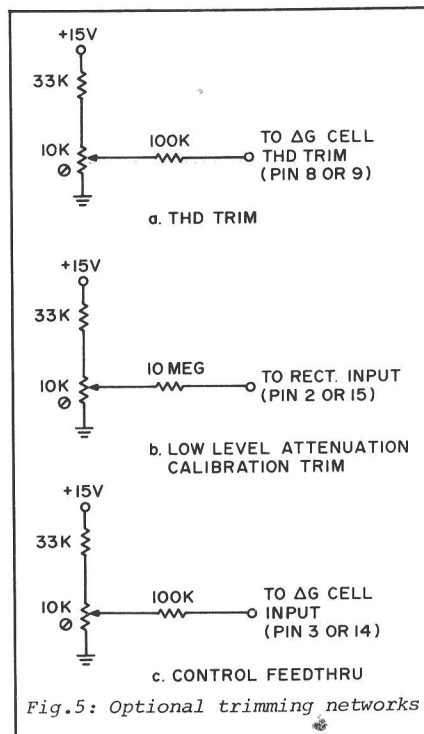 +15V
33K
10K
100K
TO ΔG CELL
THD TRIM
(PIN 8 OR 9)
a. THD TRIM
+15V
33K
10K
10 MEG
TO RECT. INPUT
(PIN 2 OR 15)
b. LOW LEVEL ATTENUATION
CALIBRATION TRIM
+15V
33K
10K
100K
TO ΔG CELL
INPUT
(PIN 3 OR 14)
c. CONTROL FEEDTHRU
Fig.5: Optional trimming networks